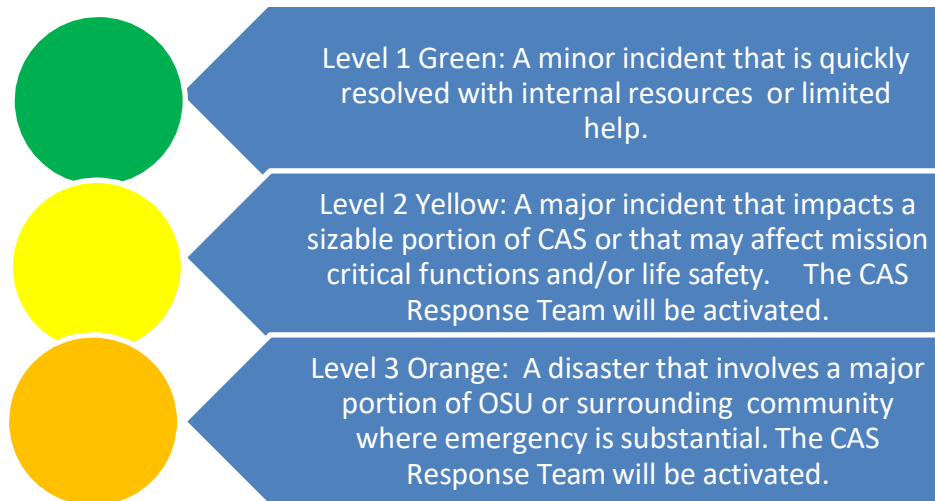 Level 1 Green: A minor incident that is quickly
resolved with internal resources  or limited
help.
Level 2 Yellow: A major incident that impacts a
sizable portion of CAS or that may affect mission
critical functions and/or life safety.    The CAS
Response Team will be activated.
Level 3 Orange:  A disaster that involves a major
portion of OSU or surrounding  community
where emergency is substantial. The CAS
Response Team will be activated.